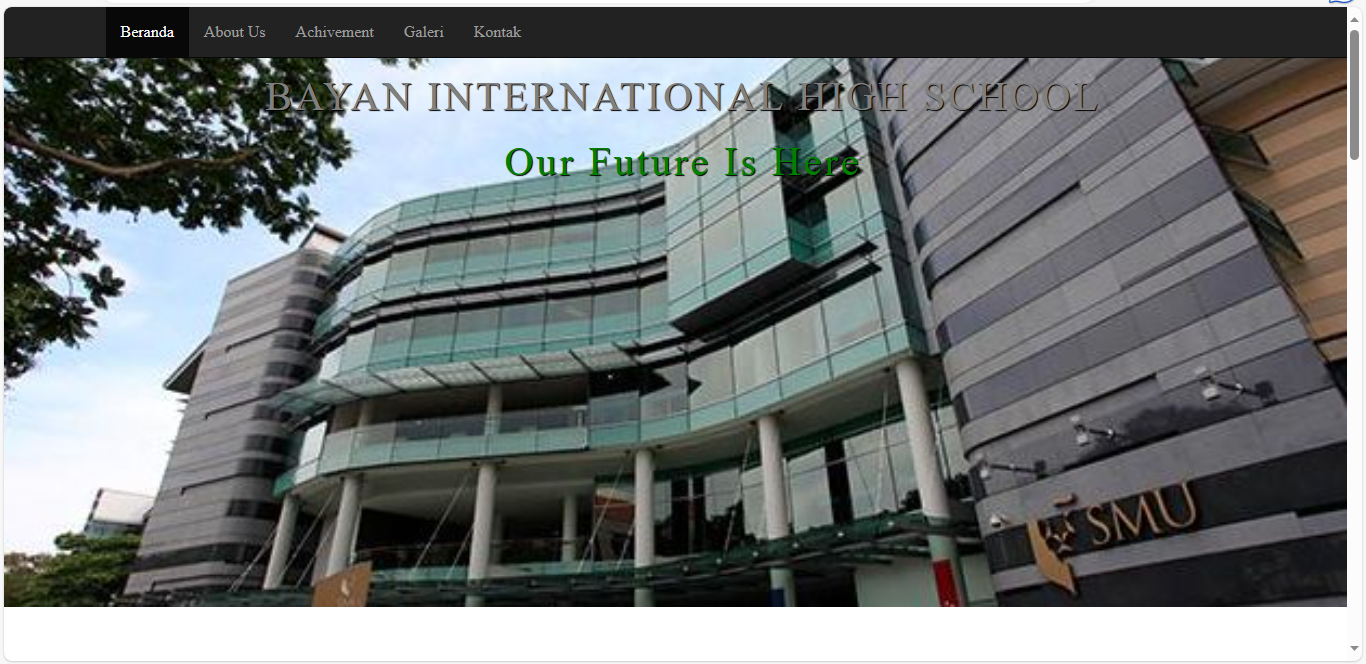 Beranda About Us Achivement Galeri Kontak
BAYAN INTERNATIONAL HIGH SCHOOL
Our Future Is Here
SMU